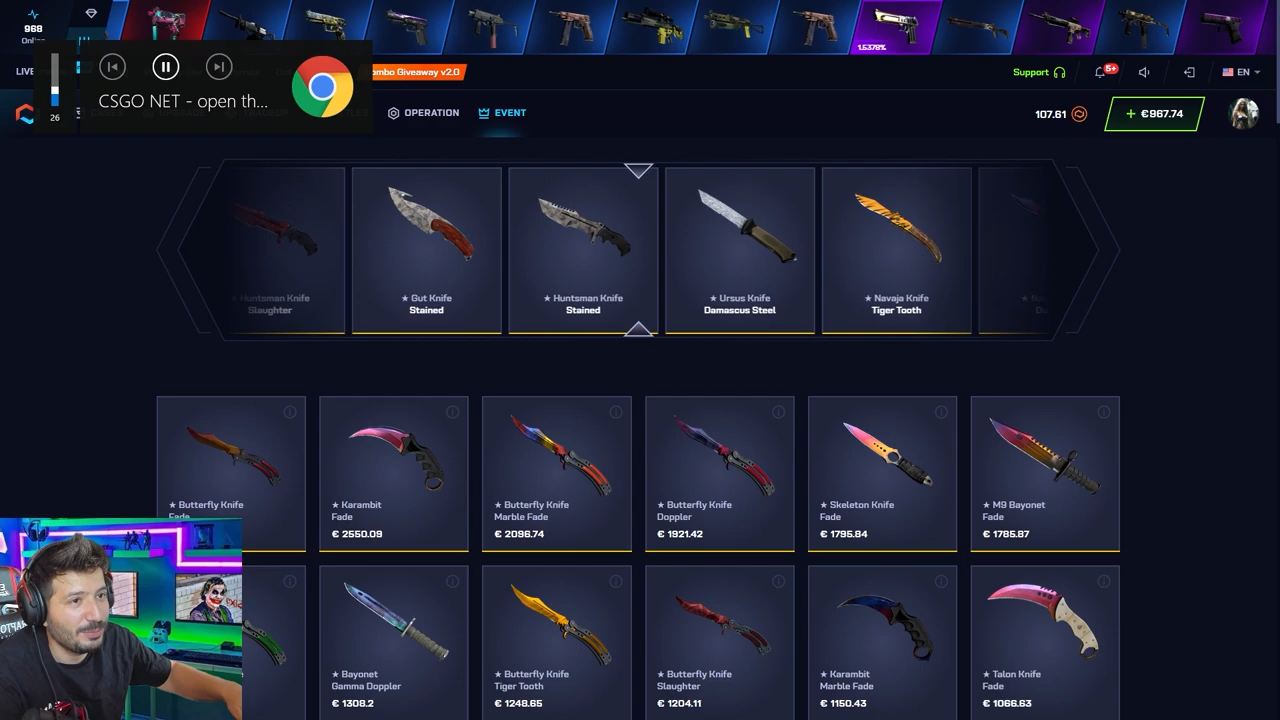 968
Online
1.5378%
LIVE
ombo Giveaway v2.0
Support
5+
EN
CSGO NET - open th...
26
OPERATION
EVENT
107.61
+ €967.74
★ Huntsman Knife
Slaughter
★ Gut Knife
Stained
★ Huntsman Knife
Stained
★ Ursus Knife
Damascus Steel
★ Navaja Knife
Tiger Tooth
★ Butterfly Knife
Fade
★ Karambit
Fade
€ 2550.09
★ Butterfly Knife
Marble Fade
€ 2096.74
★ Butterfly Knife
Doppler
€ 1921.42
★ Skeleton Knife
Fade
€ 1795.84
★ M9 Bayonet
Fade
€ 1785.87
★ Bayonet
Gamma Doppler
€ 1308.2
★ Butterfly Knife
Tiger Tooth
€ 1248.65
★ Butterfly Knife
Slaughter
€ 1204.11
★ Karambit
Marble Fade
€ 1150.43
★ Talon Knife
Fade
€ 1066.63